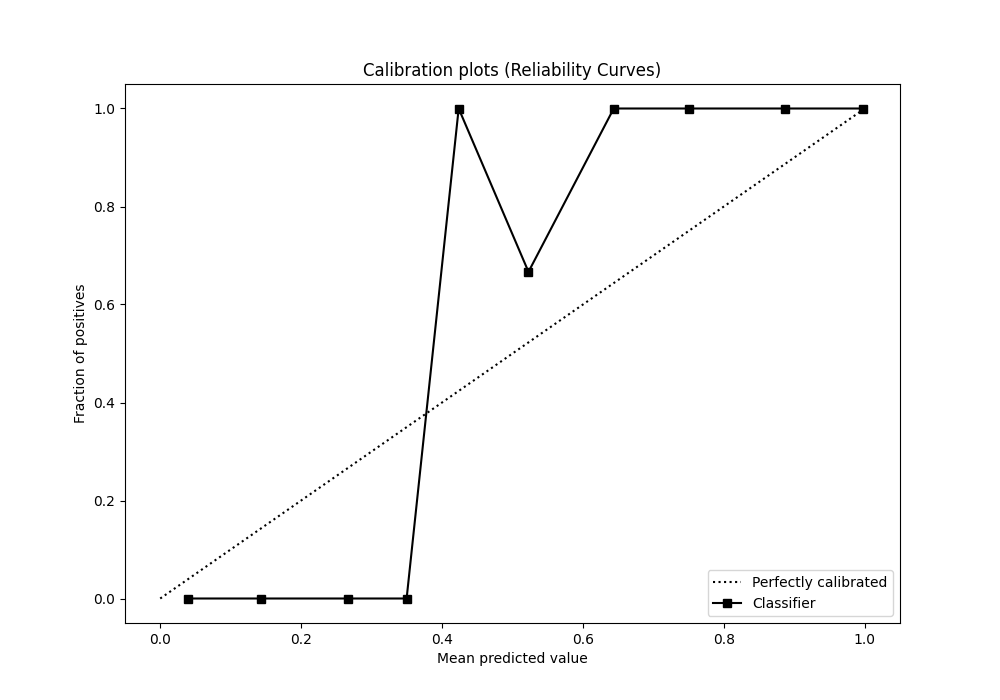 Calibration plots (Reliability Curves)
Fraction of positives
1.0
0.8
0.6
0.4
0.2
0.0
0.0 0.2 0.4 0.6 0.8 1.0
Mean predicted value
Perfectly calibrated
Classifier